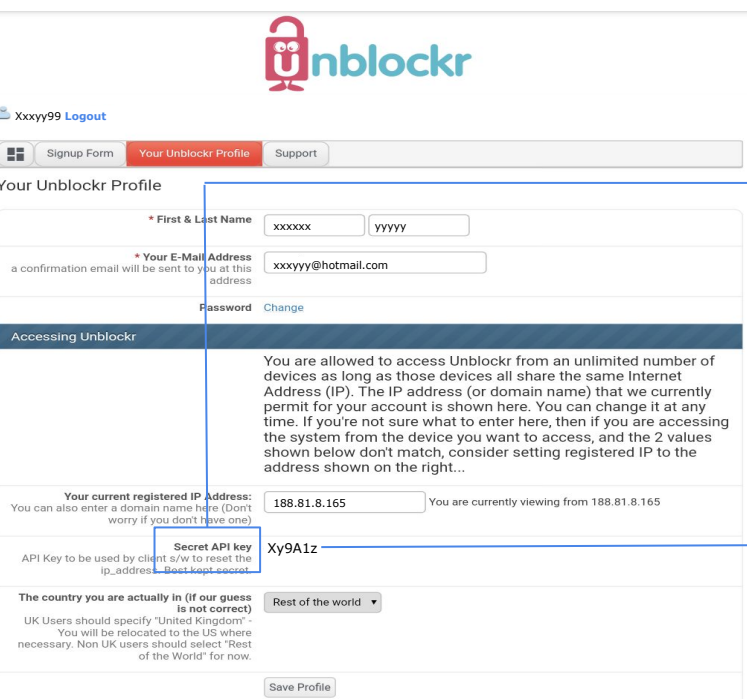 Unblockr
Xxxyy99 Logout
Signup Form Your Unblockr Profile Support
Your Unblockr Profile
* First & Last Name xxxxxx yyyyy
* Your E-Mail Address xxxyyy@hotmail.com
a confirmation email will be sent to you at this
address
Password Change
Accessing Unblockr
You are allowed to access Unblockr from an unlimited number of
devices as long as those devices all share the same Internet
Address (IP). The IP address (or domain name) that we currently
permit for your account is shown here. You can change it at any
time. If you're not sure what to enter here, then if you are accessing
the system from the device you want to access, and the 2 values
shown below don't match, consider setting registered IP to the
address shown on the right...
Your current registered IP Address: 188.81.8.165 You are currently viewing from 188.81.8.165
You can also enter a domain name here (Don't
worry if you don't have one)
Secret API key Xy9A1z
API Key to be used by client s/w to reset the
ip_address. Best kept secret.
The country you are actually in (if our guess
is not correct) Rest of the world
UK Users should specify "United Kingdom" -
You will be relocated to the US where
necessary. Non UK users should select "Rest
of the World" for now.
Save Profile